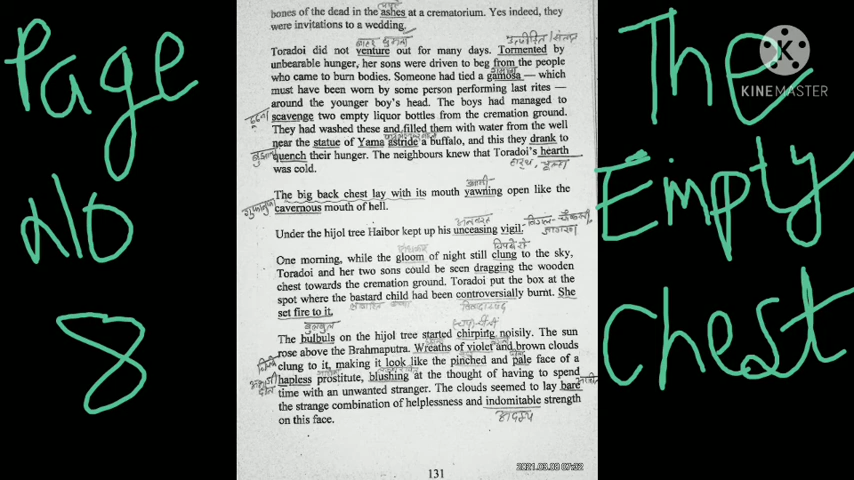 Page
No
8
bones of the dead in the ashes at a crematorium. Yes indeed, they
were invitations to a wedding.
Toradoi did not venture out for many days. Tormented by
unbearable hunger, her sons were driven to beg from the people
who came to burn bodies. Someone had tied a gamosa — which
must have been worn by some person performing last rites —
around the younger boy's head. The boys had managed to
scavenge two empty liquor bottles from the cremation ground.
They had washed these and filled them with water from the well
near the statue of Yama astride a buffalo, and this they drank to
quench their hunger. The neighbours knew that Toradoi's hearth
was cold.
The big back chest lay with its mouth yawning open like the
cavernous mouth of hell.
Under the hijol tree Haibor kept up his unceasing vigil.
One morning, while the gloom of night still clung to the sky,
Toradoi and her two sons could be seen dragging the wooden
chest towards the cremation ground. Toradoi put the box at the
spot where the bastard child had been controversially burnt. She
set fire to it.
बुलबुल
The bulbuls on the hijol tree started chirping noisily. The sun
rose above the Brahmaputra. Wreaths of violet and brown clouds
clung to it, making it look like the pinched and pale face of a
hapless prostitute, blushing at the thought of having to spend
time with an unwanted stranger. The clouds seemed to lay bare
the strange combination of helplessness and indomitable strength
on this face.
131
2021.03.08 07:02
The
Empty
Chest
KINEMASTER